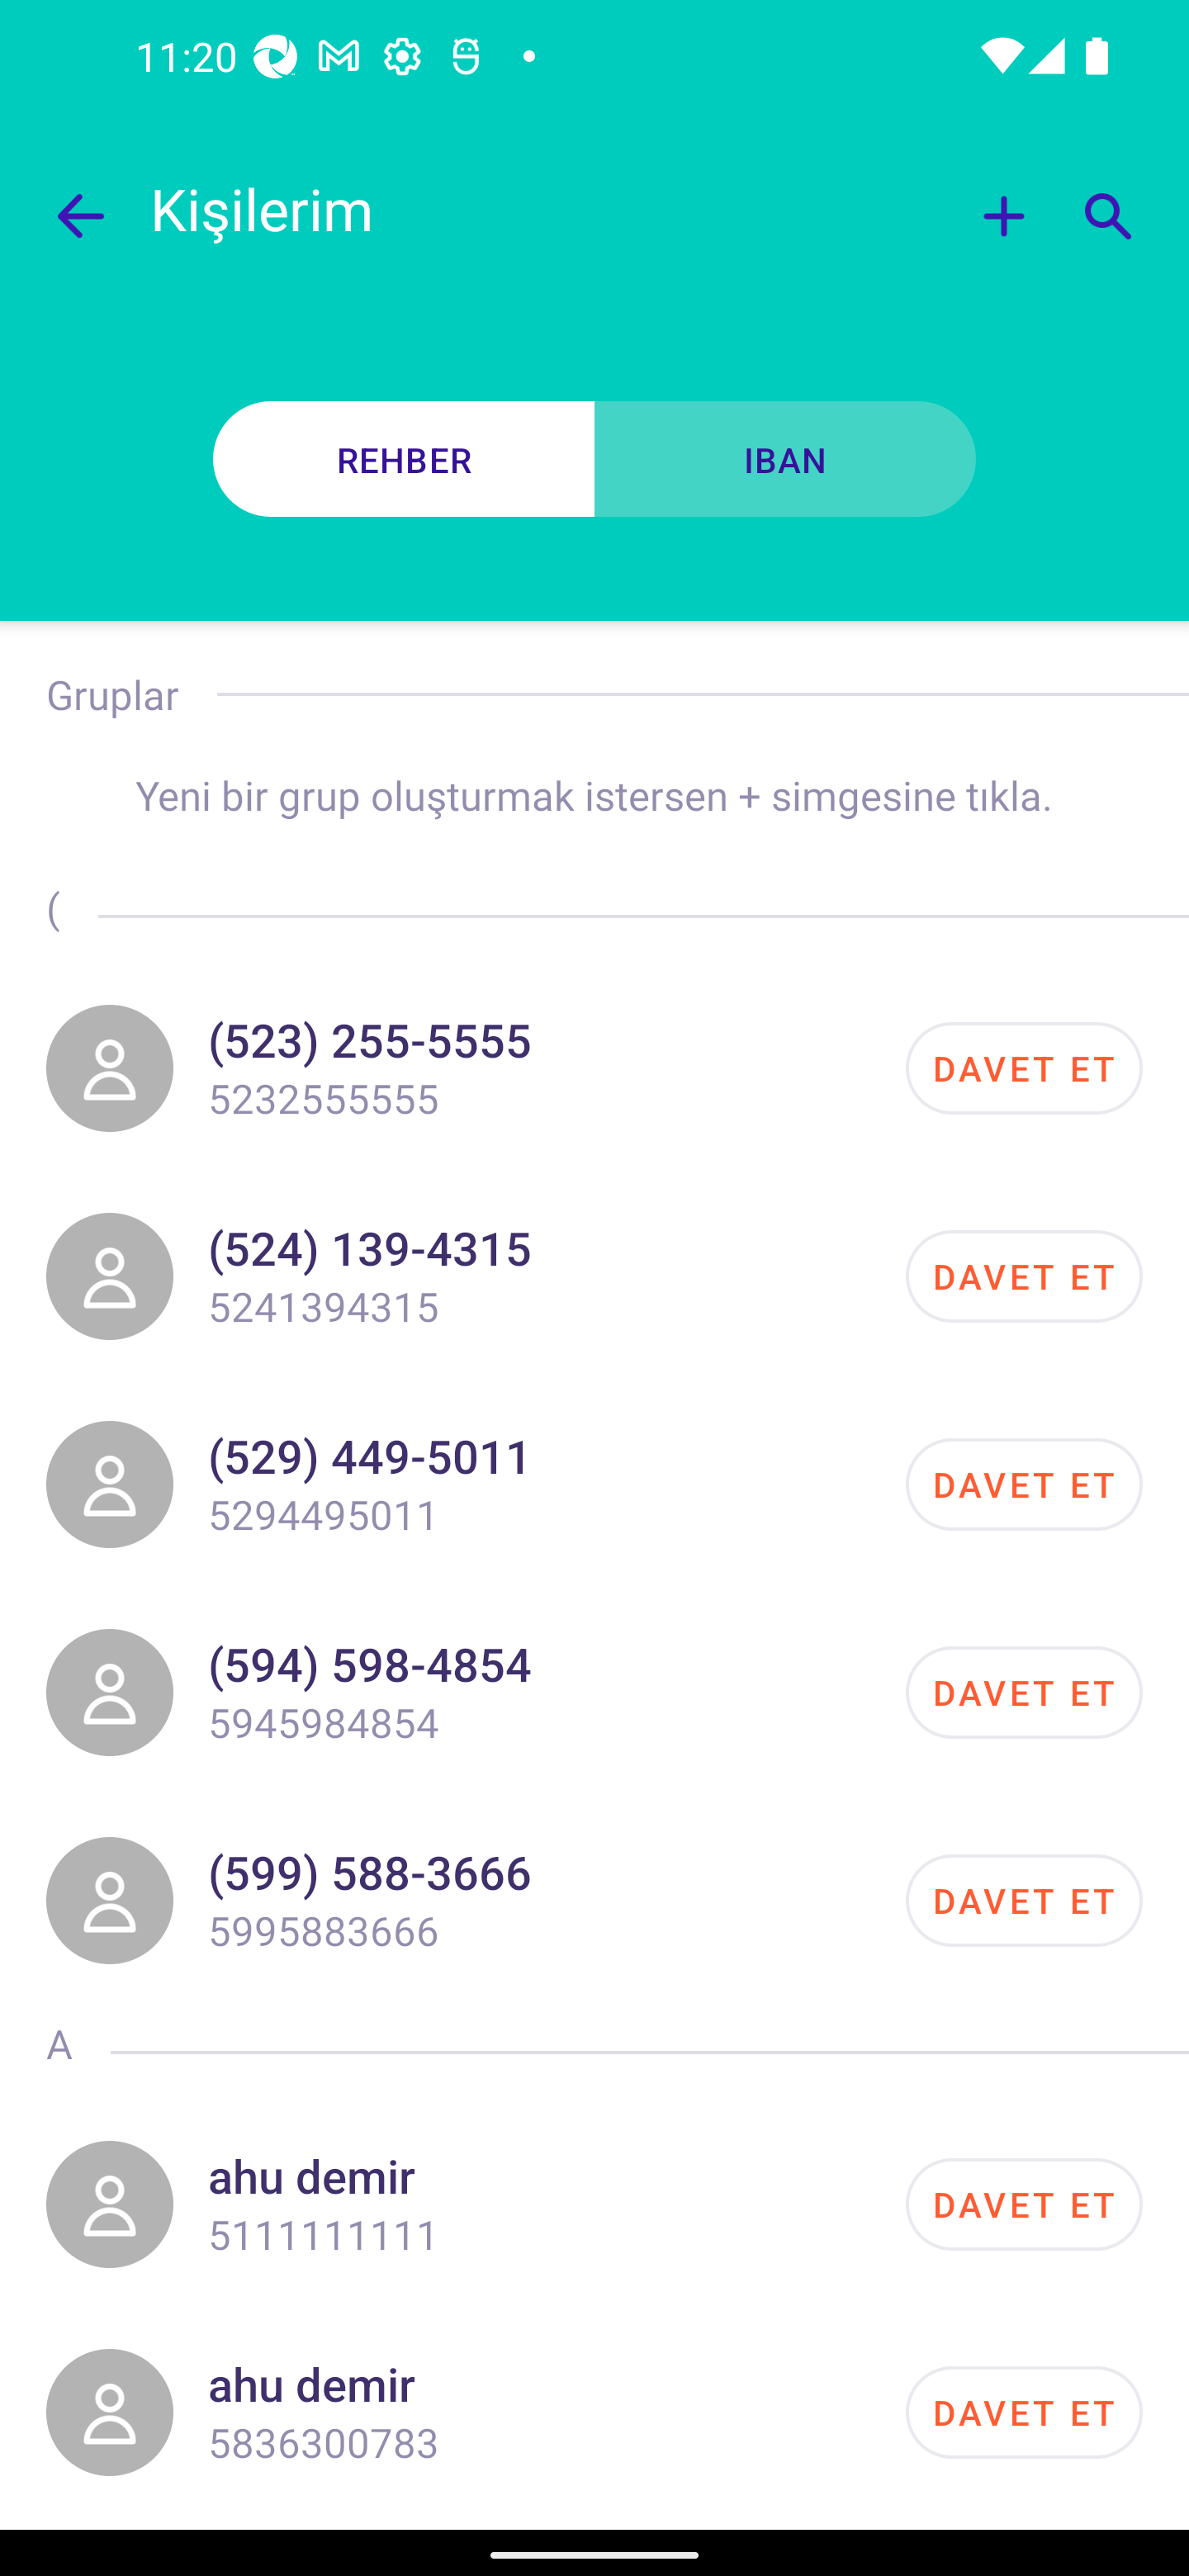 11:20
Kişilerim
REHBER
IBAN
Gruplar
Yeni bir grup oluşturmak istersen + simgesine tıkla.
(
(523) 255-5555
5232555555
DAVET ET
(524) 139-4315
5241394315
DAVET ET
(529) 449-5011
5294495011
DAVET ET
(594) 598-4854
5945984854
DAVET ET
(599) 588-3666
5995883666
DAVET ET
A
ahu demir
5111111111
DAVET ET
ahu demir
5836300783
DAVET ET